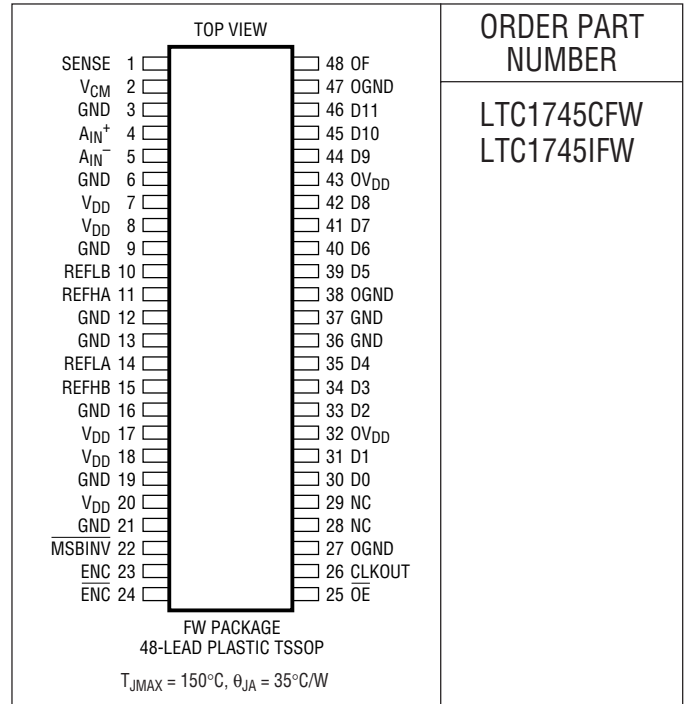 TOP VIEW
SENSE 1
V_CM 2
GND 3
A_IN^+ 4
A_IN^– 5
GND 6
V_DD 7
V_DD 8
GND 9
REFLB 10
REFHA 11
GND 12
GND 13
REFLA 14
REFHB 15
GND 16
V_DD 17
V_DD 18
GND 19
V_DD 20
GND 21
M̅S̅B̅I̅N̅V̅ 22
ENC 23
E̅N̅C̅ 24
48 OF
47 OGND
46 D11
45 D10
44 D9
43 OV_DD
42 D8
41 D7
40 D6
39 D5
38 OGND
37 GND
36 GND
35 D4
34 D3
33 D2
32 OV_DD
31 D1
30 D0
29 NC
28 NC
27 OGND
26 CLKOUT
25 O̅E̅
FW PACKAGE
48-LEAD PLASTIC TSSOP
T_JMAX = 150°C, θ_JA = 35°C/W
ORDER PART
NUMBER
LTC1745CFW
LTC1745IFW